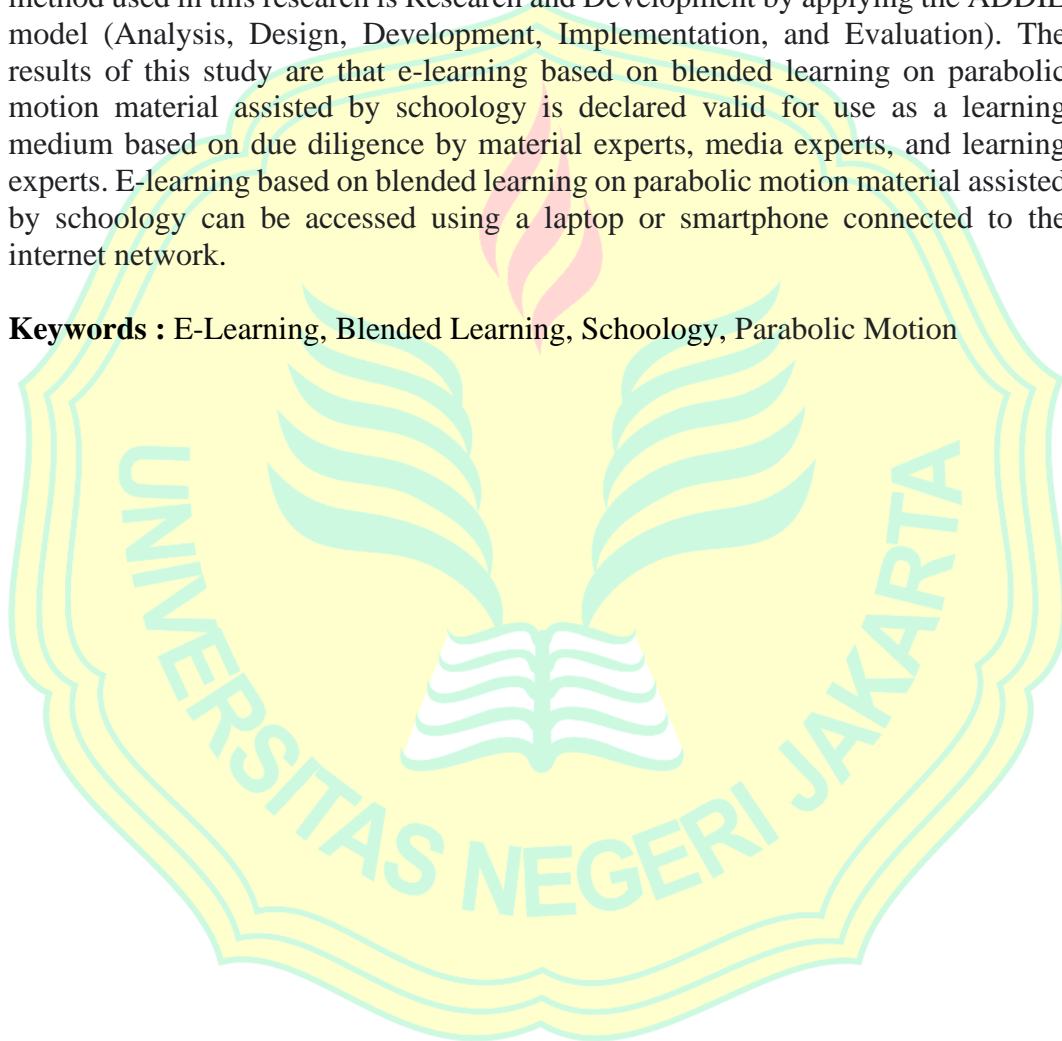 method used in this research is Research and Development by applying the ADDIE
model (Analysis, Design, Development, Implementation, and Evaluation). The
results of this study are that e-learning based on blended learning on parabolic
motion material assisted by schoology is declared valid for use as a learning
medium based on due diligence by material experts, media experts, and learning
experts. E-learning based on blended learning on parabolic motion material assisted
by schoology can be accessed using a laptop or smartphone connected to the
internet network.
Keywords : E-Learning, Blended Learning, Schoology, Parabolic Motion
UNIVERSITAS NEGERI JAKARTA